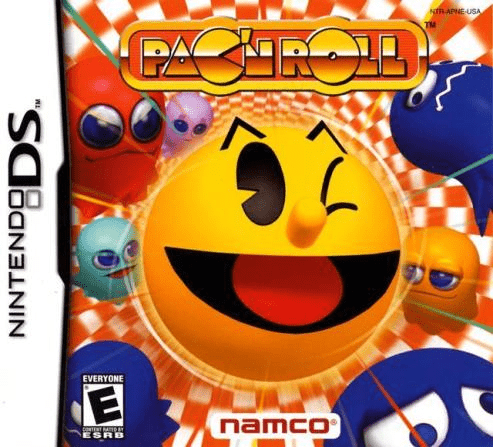 NTR-APNE-USA
PAC'N ROLL
TM
NINTENDO DS
TM
EVERYONE
E
®
CONTENT RATED BY
ESRB
namco®